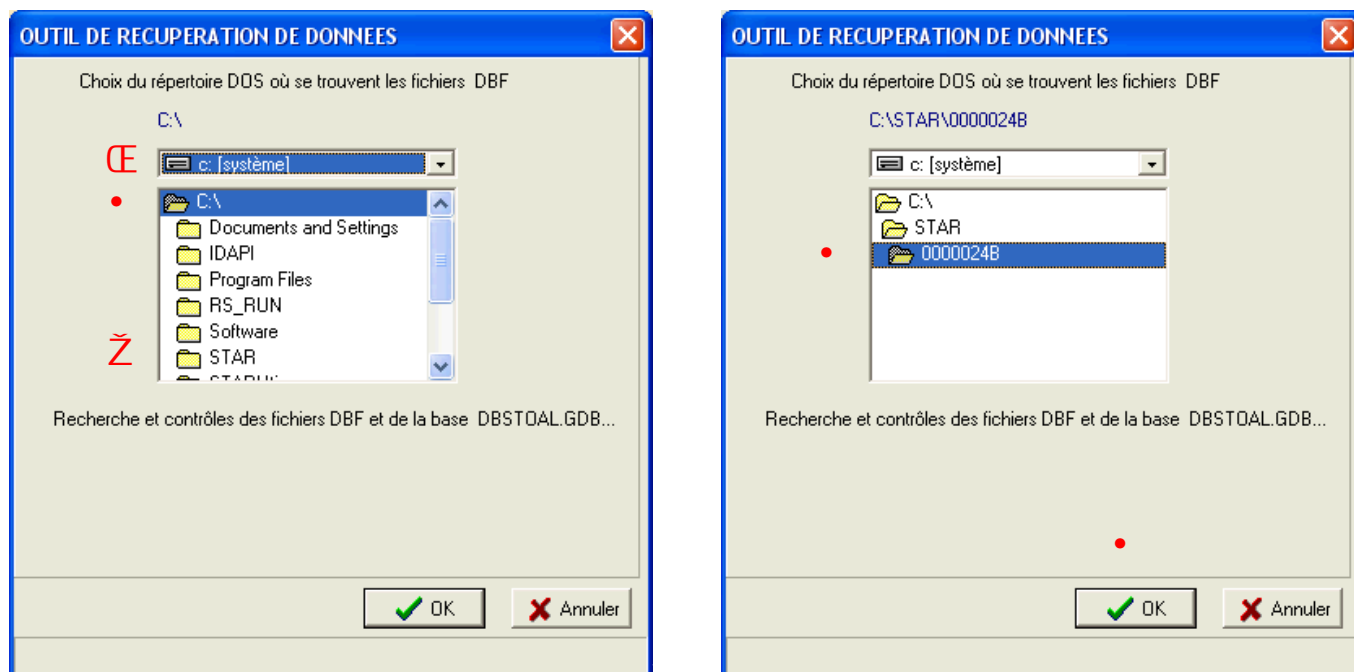 OUTIL DE RECUPERATION DE DONNEES
Choix du répertoire DOS où se trouvent les fichiers DBF
C:\
Œ
c: [système]
• C:\
Documents and Settings
IDAPI
Program Files
RS_RUN
Software
Ž STAR
Recherche et contrôles des fichiers DBF et de la base DBSTOAL.GDB...
OK
Annuler
OUTIL DE RECUPERATION DE DONNEES
Choix du répertoire DOS où se trouvent les fichiers DBF
C:\STAR\0000024B
c: [système]
C:\
STAR
• 0000024B
Recherche et contrôles des fichiers DBF et de la base DBSTOAL.GDB...
•
OK
Annuler